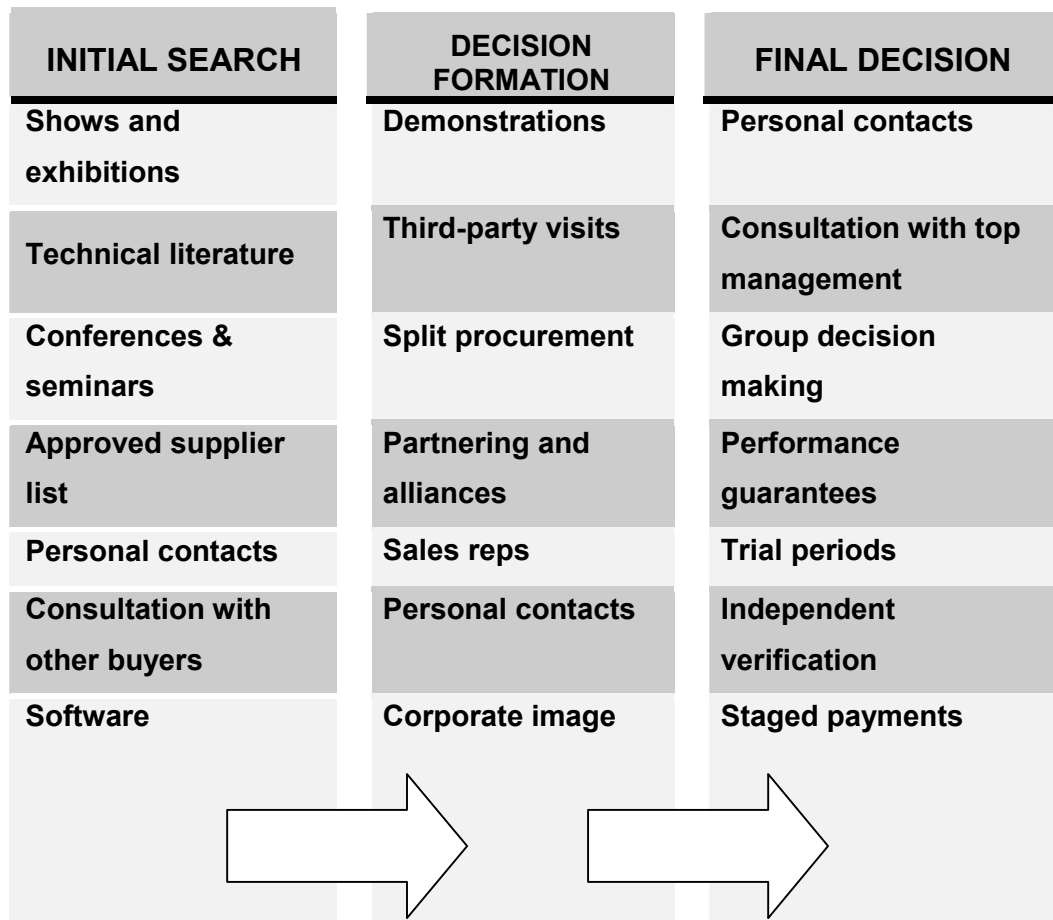 INITIAL SEARCH
Shows and
exhibitions
Technical literature
Conferences &
seminars
Approved supplier
list
Personal contacts
Consultation with
other buyers
Software
DECISION
FORMATION
Demonstrations
Third-party visits
Split procurement
Partnering and
alliances
Sales reps
Personal contacts
Corporate image
FINAL DECISION
Personal contacts
Consultation with top
management
Group decision
making
Performance
guarantees
Trial periods
Independent
verification
Staged payments